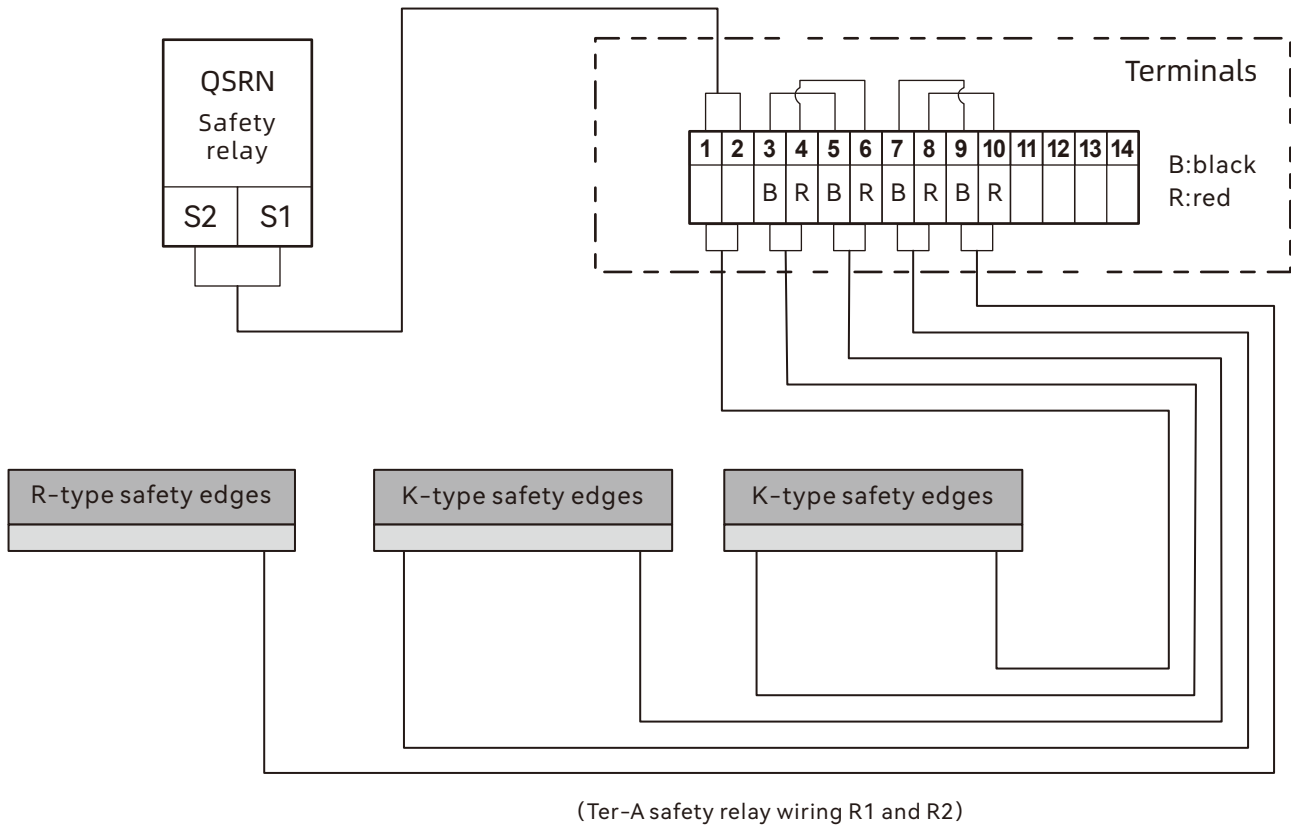 QSRN
Safety
relay
S2 S1
Terminals
1 2 3 4 5 6 7 8 9 10 11 12 13 14
B R B R B R B R
B:black
R:red
R-type safety edges
K-type safety edges
K-type safety edges
(Ter-A safety relay wiring R1 and R2)